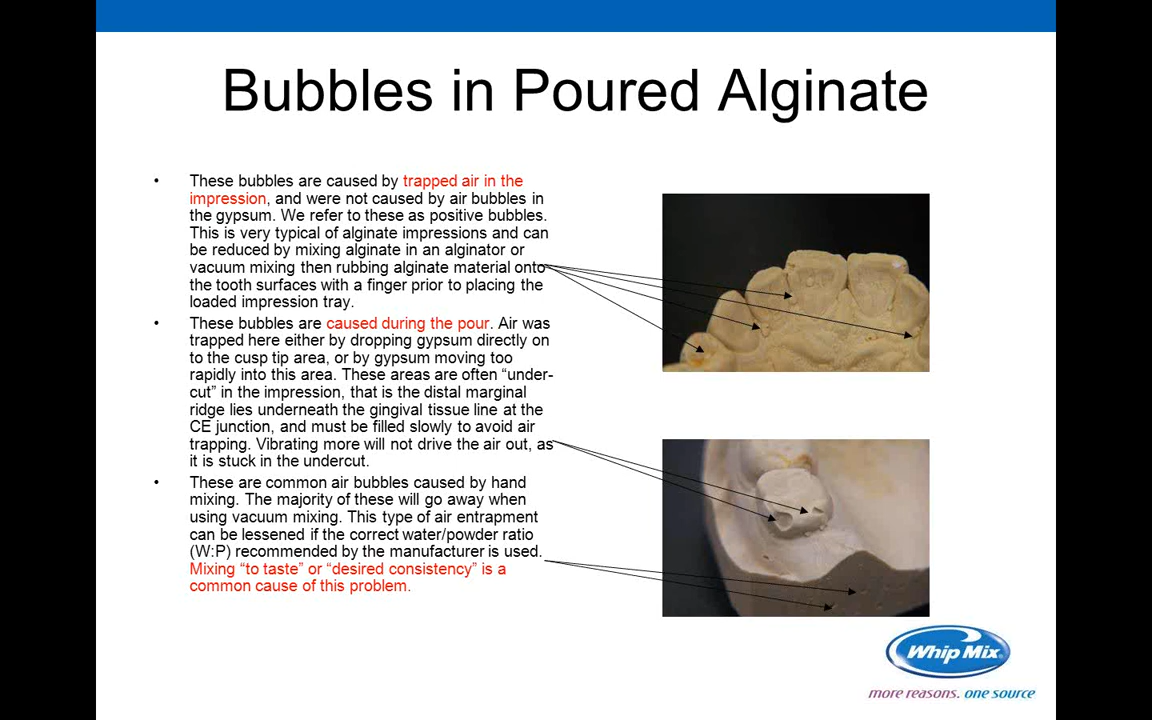 Bubbles in Poured Alginate
• These bubbles are caused by trapped air in the
impression, and were not caused by air bubbles in
the gypsum. We refer to these as positive bubbles.
This is very typical of alginate impressions and can
be reduced by mixing alginate in an alginator or
vacuum mixing then rubbing alginate material onto
the tooth surfaces with a finger prior to placing the
loaded impression tray.
• These bubbles are caused during the pour. Air was
trapped here either by dropping gypsum directly on
to the cusp tip area, or by gypsum moving too
rapidly into this area. These areas are often “under-
cut” in the impression, that is the distal marginal
ridge lies underneath the gingival tissue line at the
CE junction, and must be filled slowly to avoid air
trapping. Vibrating more will not drive the air out, as
it is stuck in the undercut.
• These are common air bubbles caused by hand
mixing. The majority of these will go away when
using vacuum mixing. This type of air entrapment
can be lessened if the correct water/powder ratio
(W:P) recommended by the manufacturer is used.
Mixing “to taste” or “desired consistency” is a
common cause of this problem.
Whip Mix®
more reasons. one source